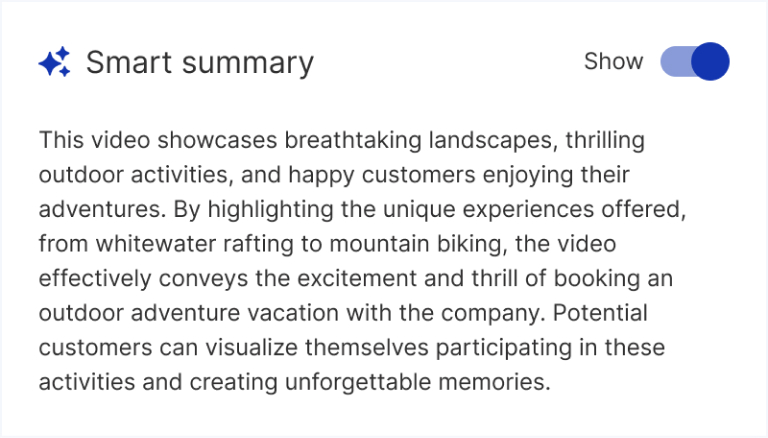 Smart summary
Show
This video showcases breathtaking landscapes, thrilling
outdoor activities, and happy customers enjoying their
adventures. By highlighting the unique experiences offered,
from whitewater rafting to mountain biking, the video
effectively conveys the excitement and thrill of booking an
outdoor adventure vacation with the company. Potential
customers can visualize themselves participating in these
activities and creating unforgettable memories.